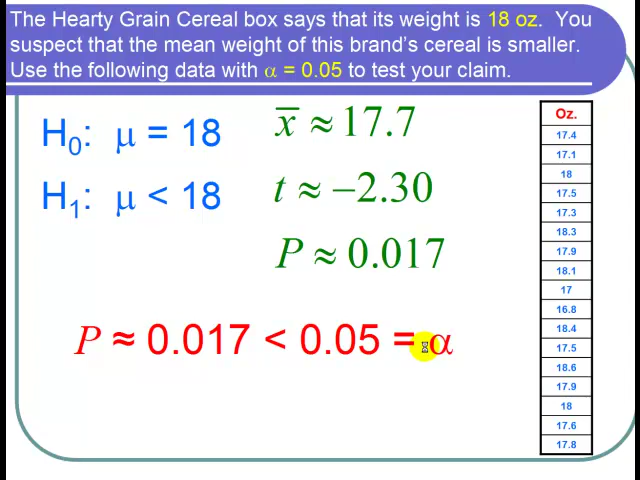 The Hearty Grain Cereal box says that its weight is 18 oz. You
suspect that the mean weight of this brand's cereal is smaller.
Use the following data with α = 0.05 to test your claim.
H₀: μ = 18
H₁: μ < 18
x̅ ≈ 17.7
t ≈ −2.30
P ≈ 0.017
P ≈ 0.017 < 0.05 = α
Oz.
17.4
17.1
18
17.5
17.3
18.3
17.9
18.1
17
16.8
18.4
17.5
18.6
17.9
18
17.6
17.8